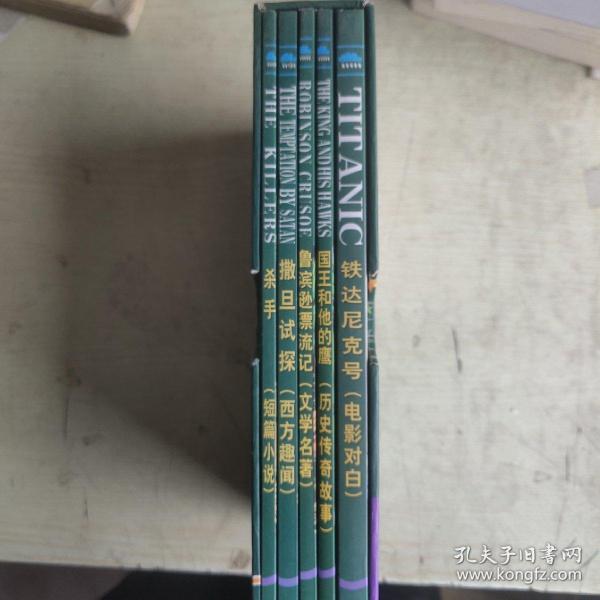 THE KILLERS
杀手
(短篇小说)
THE TEMPTATION BY SATAN
撒旦试探
(西方趣闻)
ROBINSON CRUSOE
鲁滨逊票流记
(文学名著)
THE KING AND HIS HAWKS
国王和他的鹰
(历史传奇故事)
TITANIC
铁达尼克号
(电影对白)
孔夫子旧书网
www.kongfz.com